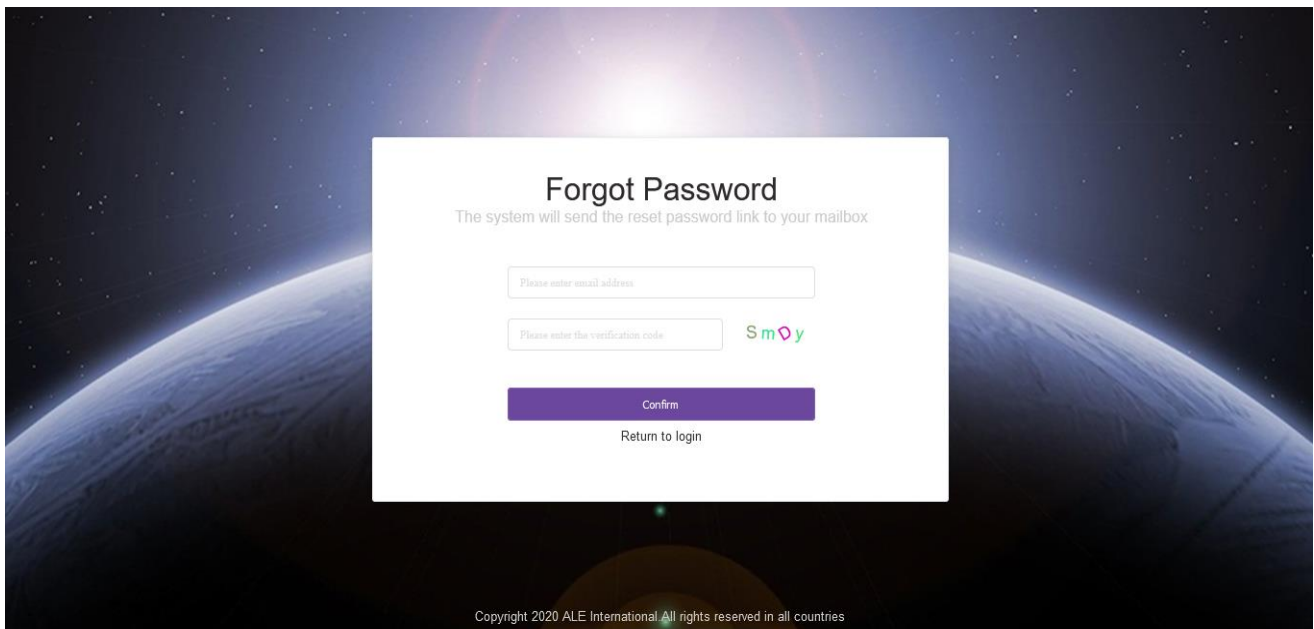 Forgot Password
The system will send the reset password link to your mailbox
Please enter email address
Please enter the verification code
SmDy
Confirm
Return to login
Copyright 2020 ALE International.All rights reserved in all countries